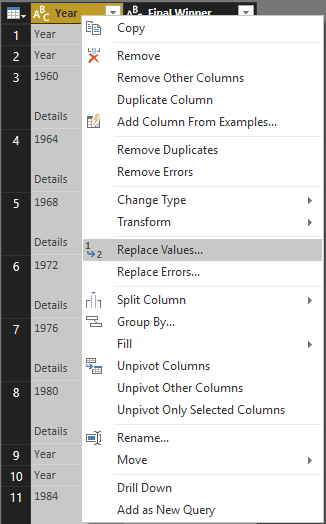 ABC Year Final Winner
Copy
1 Year
2 Year
Remove
3 1960
Remove Other Columns
Duplicate Column
Details
Add Column From Examples...
4 1964
Remove Duplicates
Remove Errors
Details
5 1968
Change Type
Transform
Details
1 2 Replace Values...
6 1972
Replace Errors...
Details
Split Column
7 1976
Group By...
Fill
Details
Unpivot Columns
8 1980
Unpivot Other Columns
Unpivot Only Selected Columns
Details
Rename...
9 Year
Move
10 Year
Drill Down
11 1984
Add as New Query